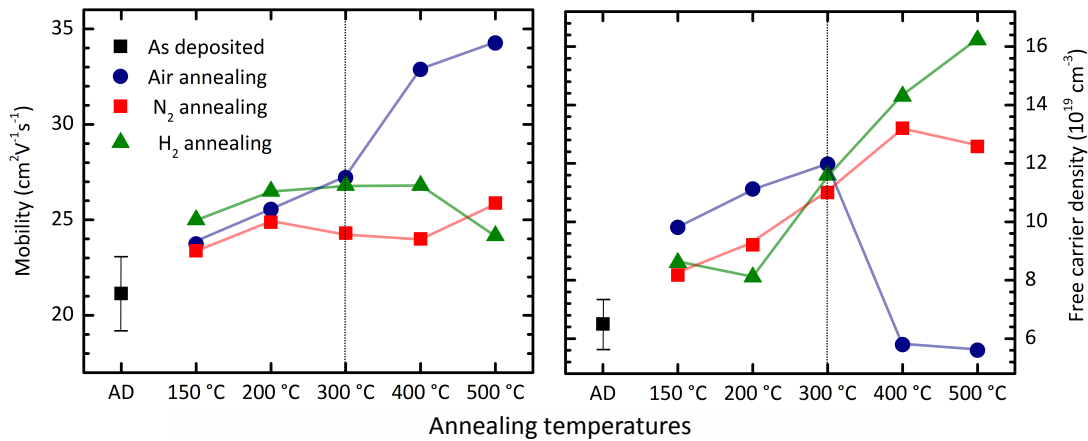 Mobility (cm²V⁻¹s⁻¹)
35
30
25
20
As deposited
Air annealing
N₂ annealing
H₂ annealing
AD 150 °C 200 °C 300 °C 400 °C 500 °C
16
14
12
10
8
6
Free carrier density (10¹⁹ cm⁻³)
AD 150 °C 200 °C 300 °C 400 °C 500 °C
Annealing temperatures